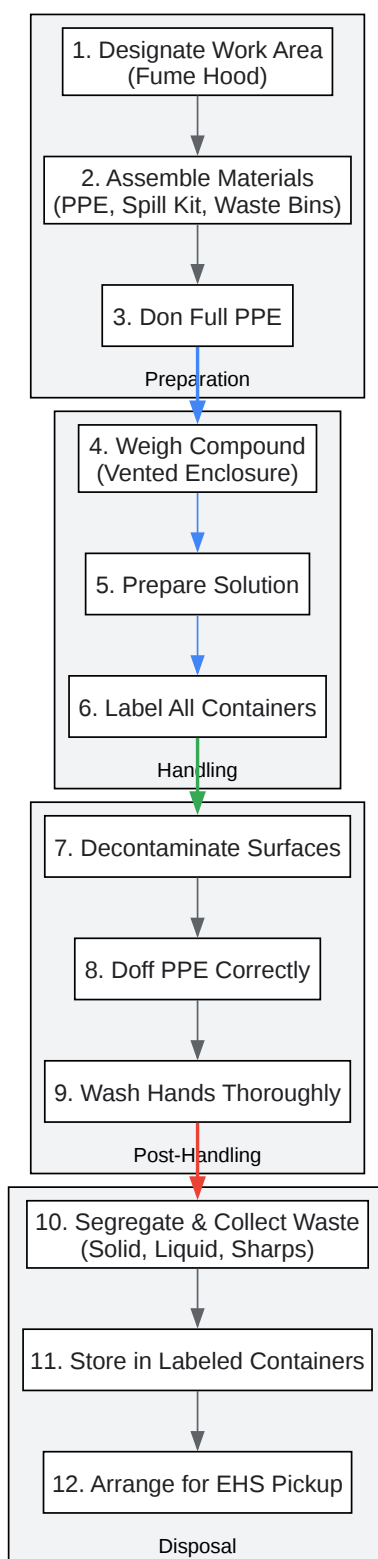 1. Designate Work Area
(Fume Hood)
2. Assemble Materials
(PPE, Spill Kit, Waste Bins)
3. Don Full PPE
Preparation
4. Weigh Compound
(Vented Enclosure)
5. Prepare Solution
6. Label All Containers
Handling
7. Decontaminate Surfaces
8. Doff PPE Correctly
9. Wash Hands Thoroughly
Post-Handling
10. Segregate & Collect Waste
(Solid, Liquid, Sharps)
11. Store in Labeled Containers
12. Arrange for EHS Pickup
Disposal